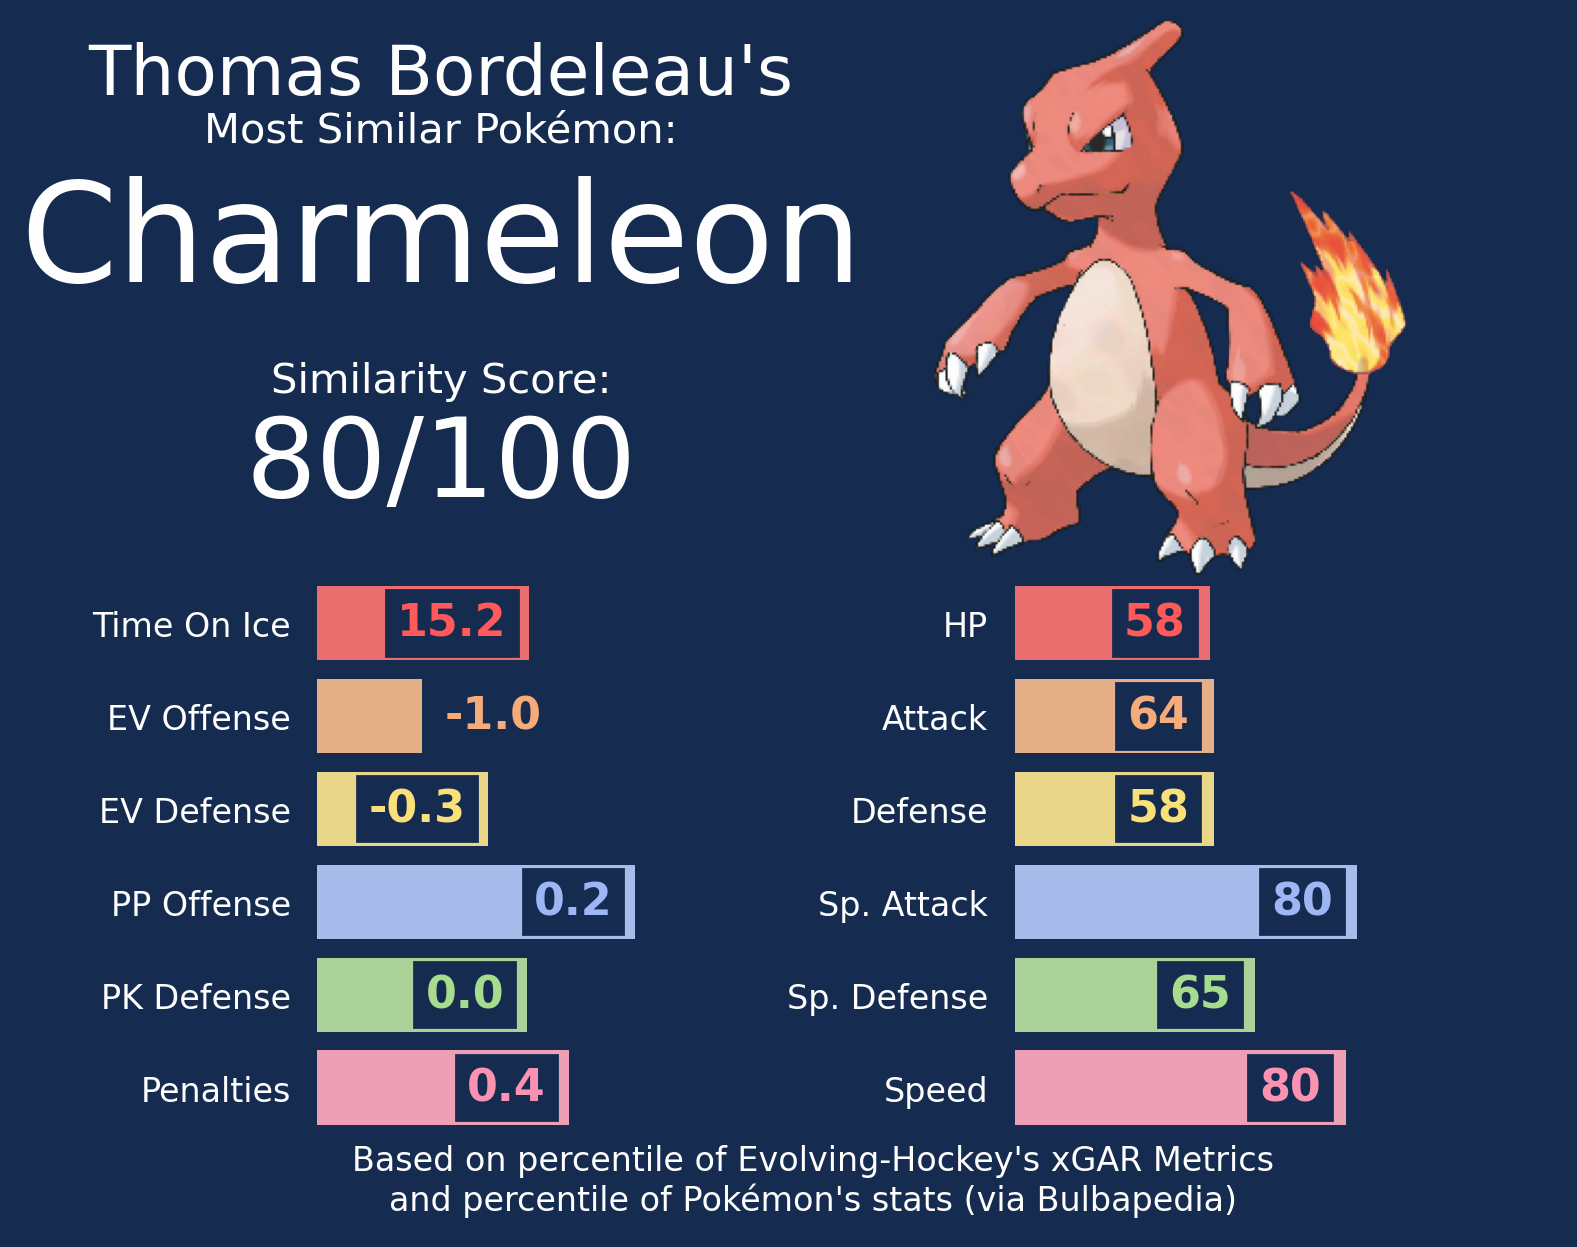 Thomas Bordeleau's
Most Similar Pokémon:
Charmeleon
Similarity Score:
80/100
Time On Ice 15.2
EV Offense -1.0
EV Defense -0.3
PP Offense 0.2
PK Defense 0.0
Penalties 0.4
HP 58
Attack 64
Defense 58
Sp. Attack 80
Sp. Defense 65
Speed 80
Based on percentile of Evolving-Hockey's xGAR Metrics
and percentile of Pokémon's stats (via Bulbapedia)